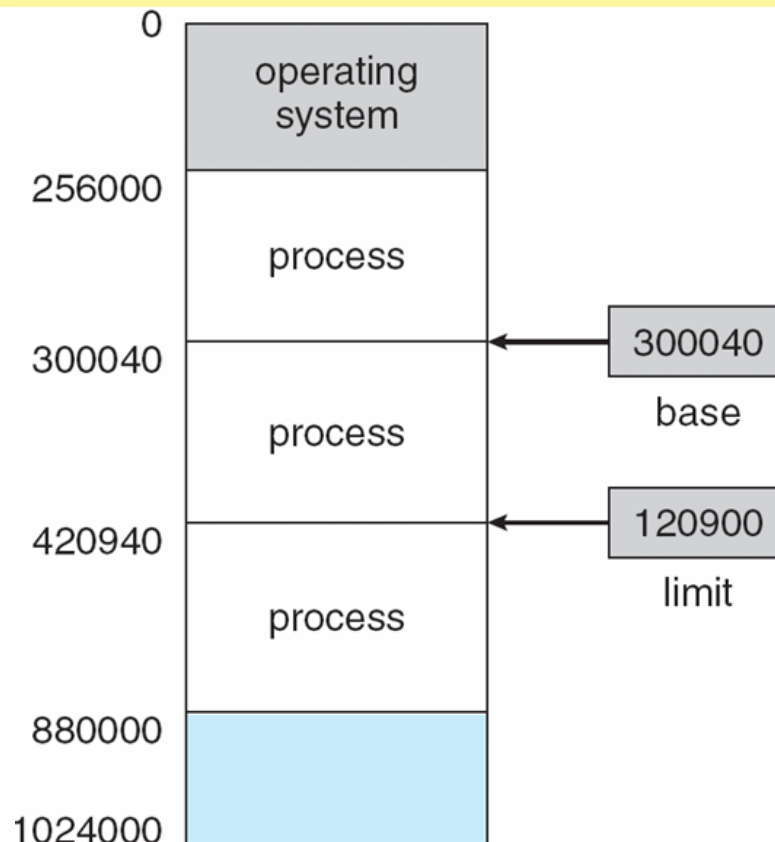 0
operating
system
256000
process
300040
300040
base
process
420940
120900
limit
process
880000
1024000